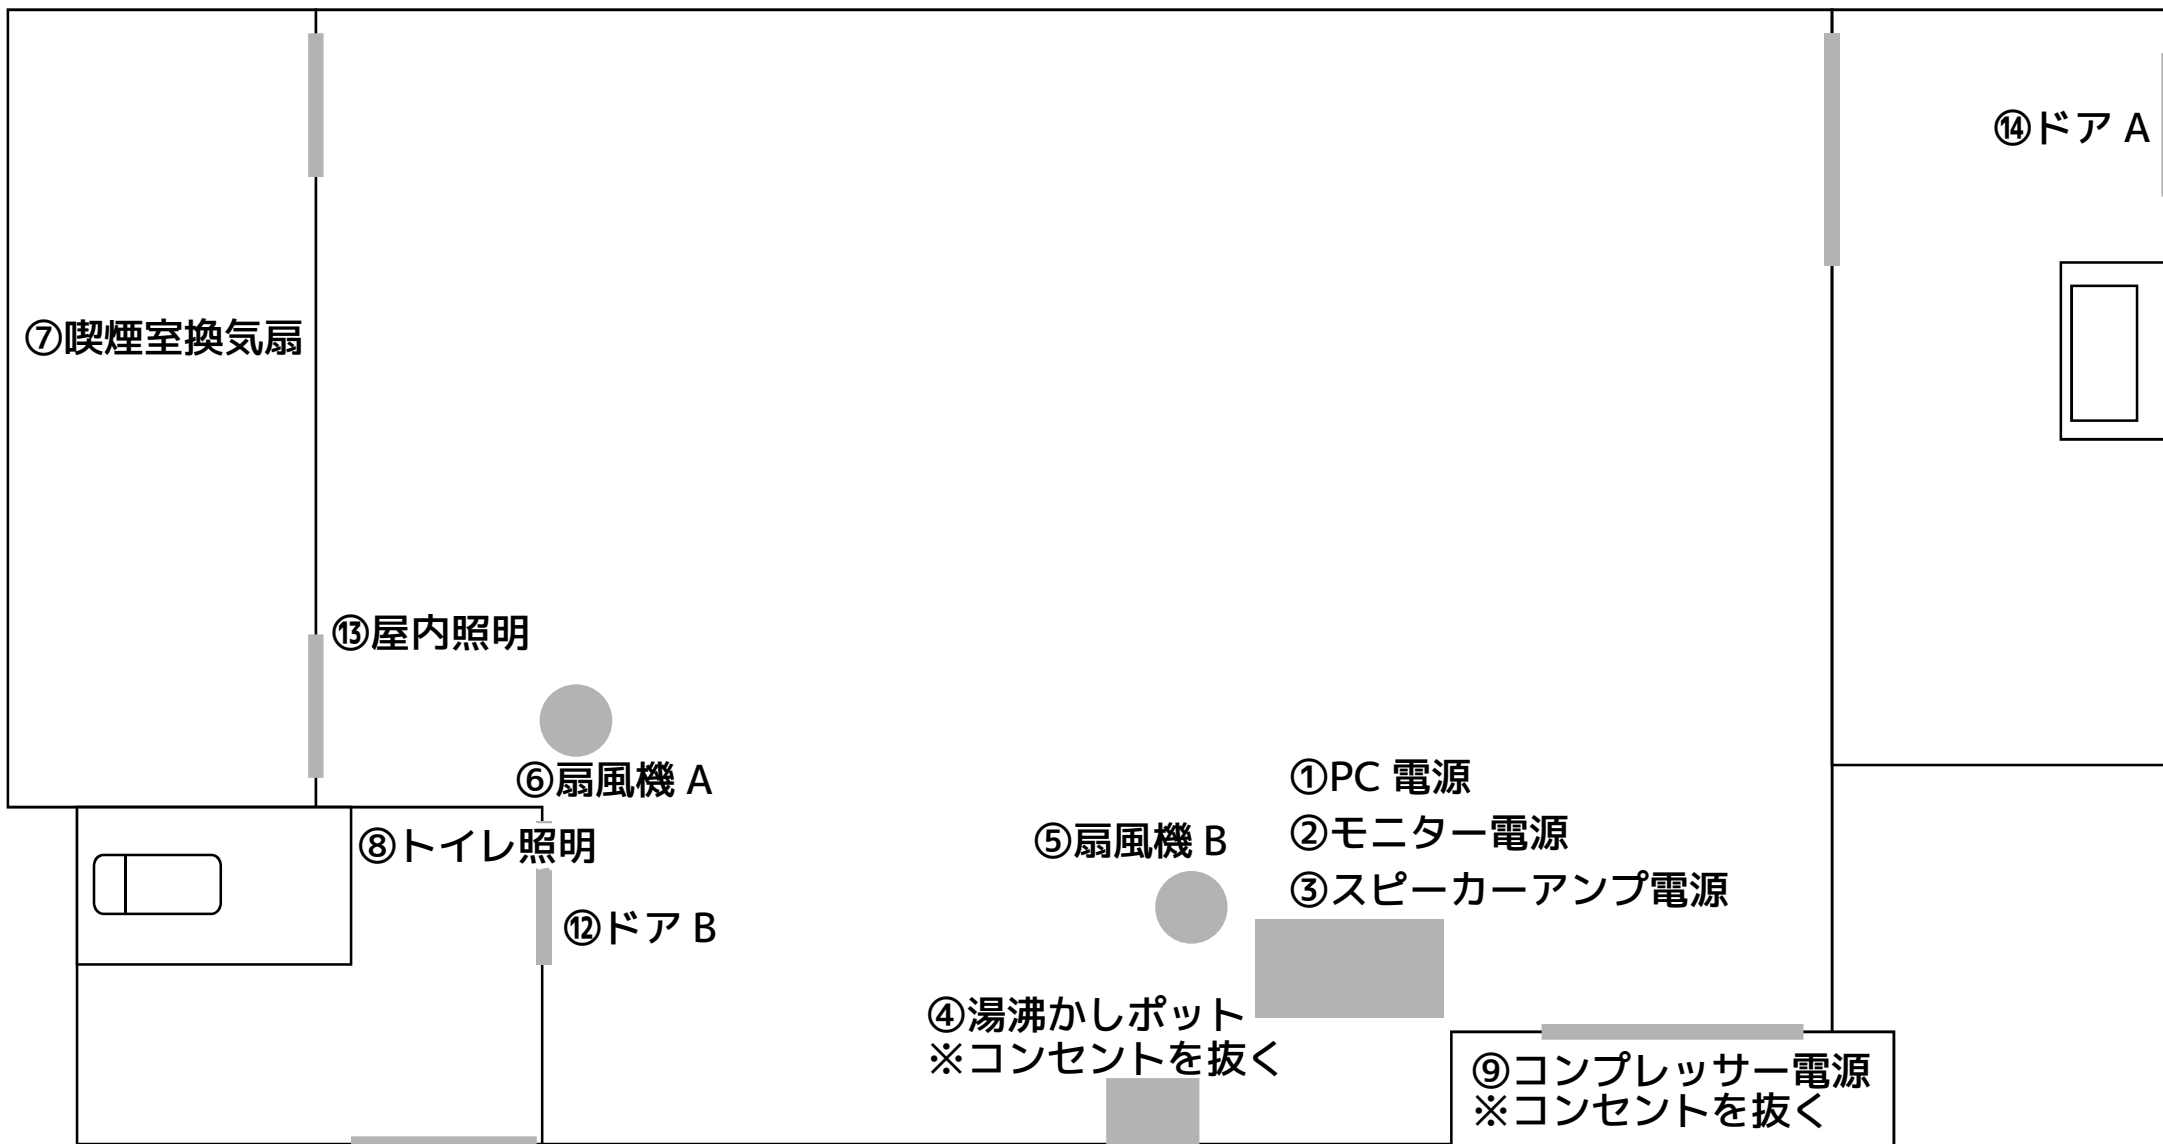 ⑭ドア A
⑦喫煙室換気扇
⑬屋内照明
⑥扇風機 A
①PC 電源
②モニター電源
③スピーカーアンプ電源
⑧トイレ照明
⑤扇風機 B
⑫ドア B
④湯沸かしポット
※コンセントを抜く
⑨コンプレッサー電源
※コンセントを抜く